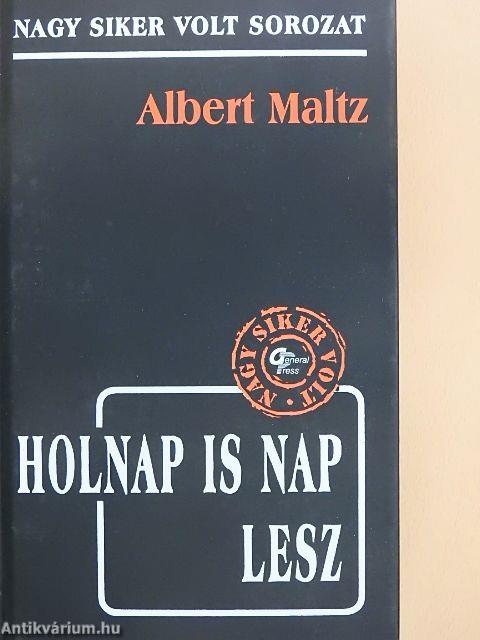 NAGY SIKER VOLT SOROZAT
Albert Maltz
NAGY SIKER VOLT •
General
Press
HOLNAP IS NAP
LESZ
Antikvárium.hu